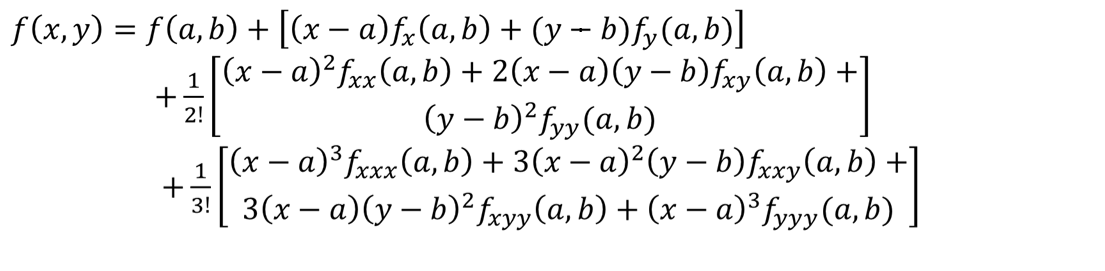 f(x, y) = f(a, b) + [(x − a)fₓ(a, b) + (y − b)f_y(a, b)]
+ 1/2! [(x − a)² f_xx(a, b) + 2(x − a)(y − b)f_xy(a, b) +
(y − b)² f_yy(a, b)]
+ 1/3! [(x − a)³ f_xxx(a, b) + 3(x − a)²(y − b)f_xxy(a, b) +
3(x − a)(y − b)² f_xyy(a, b) + (x − a)³ f_yyy(a, b)]